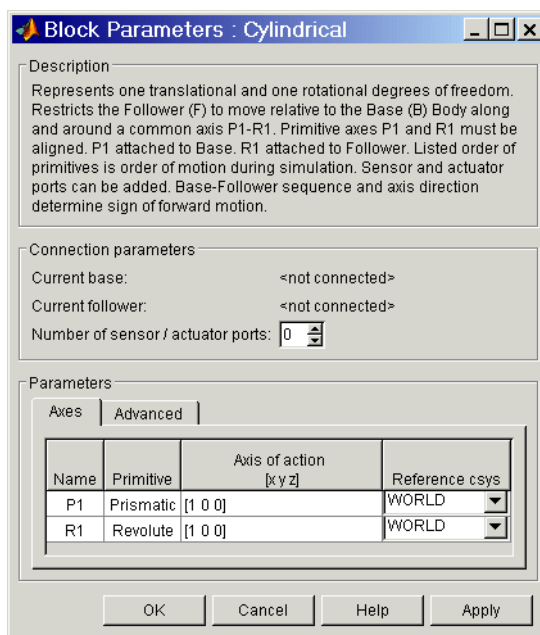 Block Parameters : Cylindrical
Description
Represents one translational and one rotational degrees of freedom.
Restricts the Follower (F) to move relative to the Base (B) Body along
and around a common axis P1-R1. Primitive axes P1 and R1 must be
aligned. P1 attached to Base. R1 attached to Follower. Listed order of
primitives is order of motion during simulation. Sensor and actuator
ports can be added. Base-Follower sequence and axis direction
determine sign of forward motion.
Connection parameters
Current base: <not connected>
Current follower: <not connected>
Number of sensor / actuator ports: 0
Parameters
Axes Advanced
Axis of action
Name Primitive [x y z] Reference csys
P1 Prismatic [1 0 0] WORLD
R1 Revolute [1 0 0] WORLD
OK Cancel Help Apply